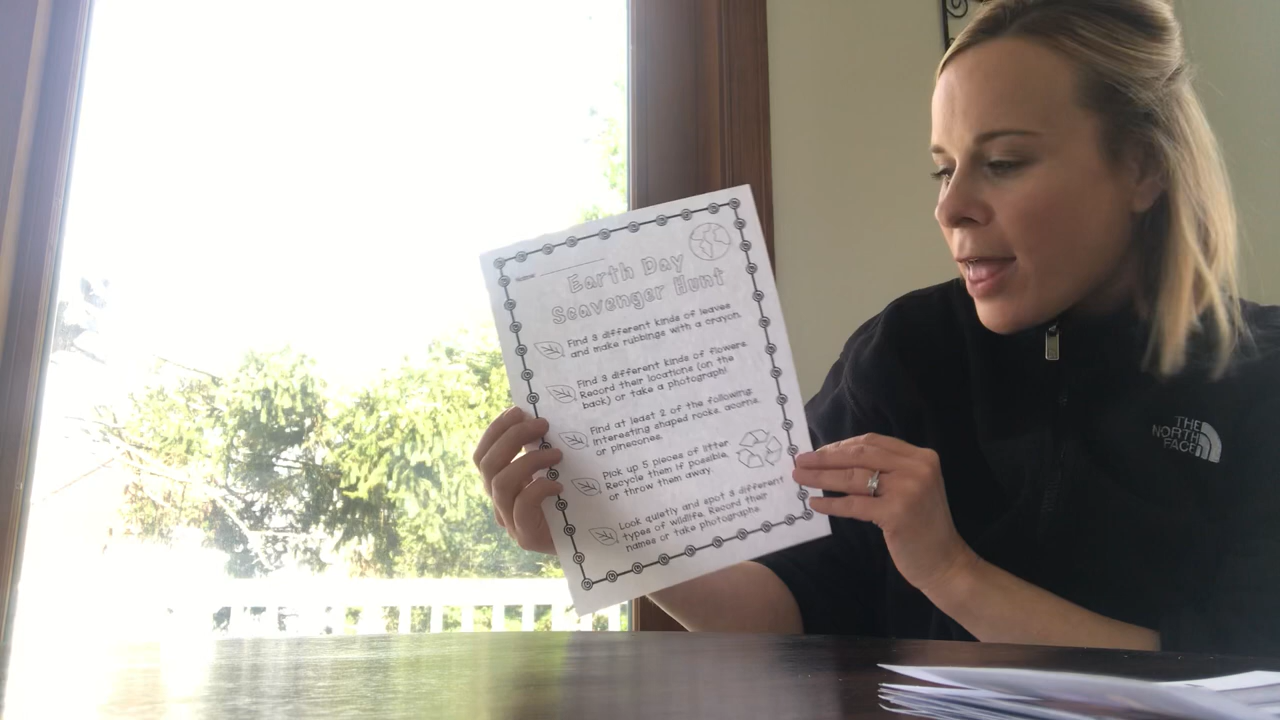 Name:
Earth Day
Scavenger Hunt
Find 3 different kinds of leaves
and make rubbings with a crayon.
Find 3 different kinds of flowers.
Record their locations (on the
back) or take a photograph!
Find at least 2 of the following:
interesting shaped rocks, acorns,
or pinecones.
Pick up 5 pieces of litter.
Recycle them if possible,
or throw them away.
Look quietly and spot 3 different
types of wildlife. Record their
names or take photographs.
THE
NORTH
FACE